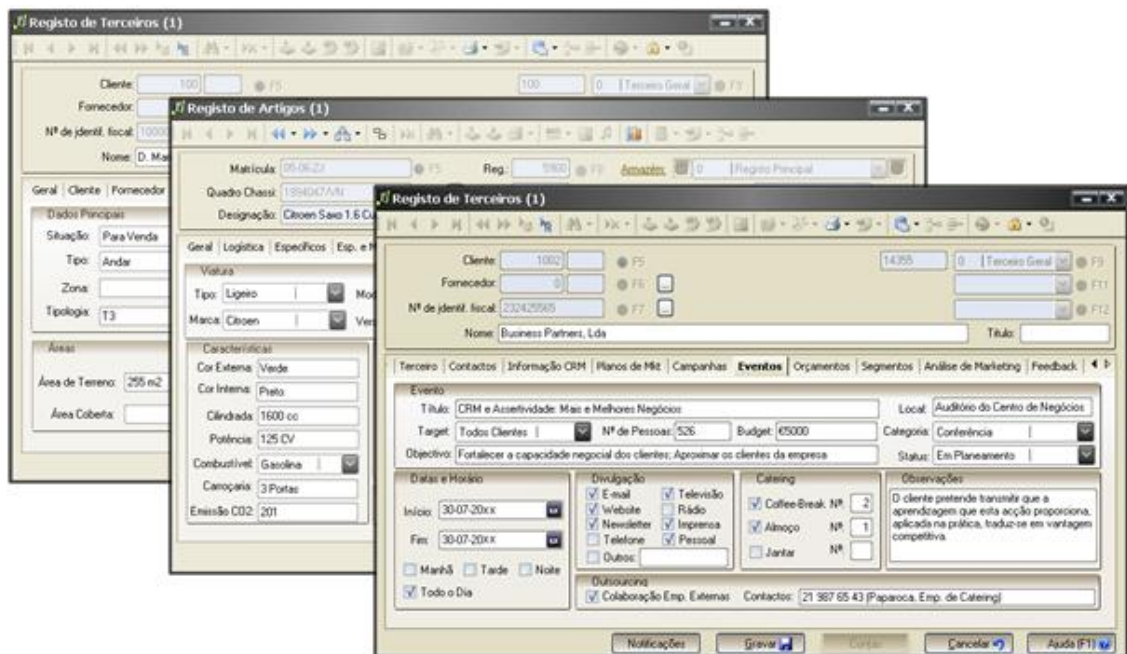 Registo de Terceiros (1)
Cliente: 100 F5 100 0 Terceiro Geral F9
Fornecedor:
Nº de identif. fiscal:
Nome:
Geral Cliente Fornecedor
Dados Principais
Situação: Para Venda
Tipo: Andar
Zona:
Tipologia: T3
Áreas
Área de Terreno: 255 m2
Área Coberta:
Registo de Artigos (1)
Matrícula: F5 Reg.: 5900 F9 Armazém: 0 Registo Principal
Quadro Chassi:
Designação: Citroen Saxo 1.6 Cu
Geral Logística Específicos Esp. e
Viatura
Tipo: Ligeiro
Marca: Citroen
Características
Cor Externa: Verde
Cor Interna: Preto
Cilindrada: 1600 cc
Potência: 125 CV
Combustível: Gasolina
Carroçaria: 3 Portas
Emissão CO2: 201
Registo de Terceiros (1)
Cliente: 1002 F5 14355 0 Terceiro Geral F9
Fornecedor: 0 F6 ... F11
Nº de identif. fiscal: 232425565 F7 ... F12
Nome: Business Partners, Lda Título:
Terceiro Contactos Informação CRM Planos de Mkt Campanhas Eventos Orçamentos Segmentos Análise de Marketing Feedback
Evento
Título: CRM e Assertividade: Mais e Melhores Negócios Local: Auditório do Centro de Negócios
Target: Todos Clientes Nº de Pessoas: 526 Budget: €5000 Categoria: Conferência
Objectivo: Fortalecer a capacidade negocial dos clientes; Aproximar os clientes da empresa Status: Em Planeamento
Datas e Horário
Início: 30-07-20xx
Fim: 30-07-20xx
Manhã Tarde Noite
Todo o Dia
Divulgação
E-mail Televisão
Website Rádio
Newsletter Imprensa
Telefone Pessoal
Outros:
Catering
Coffee-Break Nº: 2
Almoço Nº: 1
Jantar Nº:
Observações
O cliente pretende transmitir que a
aprendizagem que esta acção proporciona,
aplicada na prática, traduz-se em vantagem
competitiva.
Outsourcing
Colaboração Emp. Externas Contactos: 21 987 65 43 (Paparoca, Emp. de Catering)
Notificações Gravar Contas Cancelar Ajuda (F1)